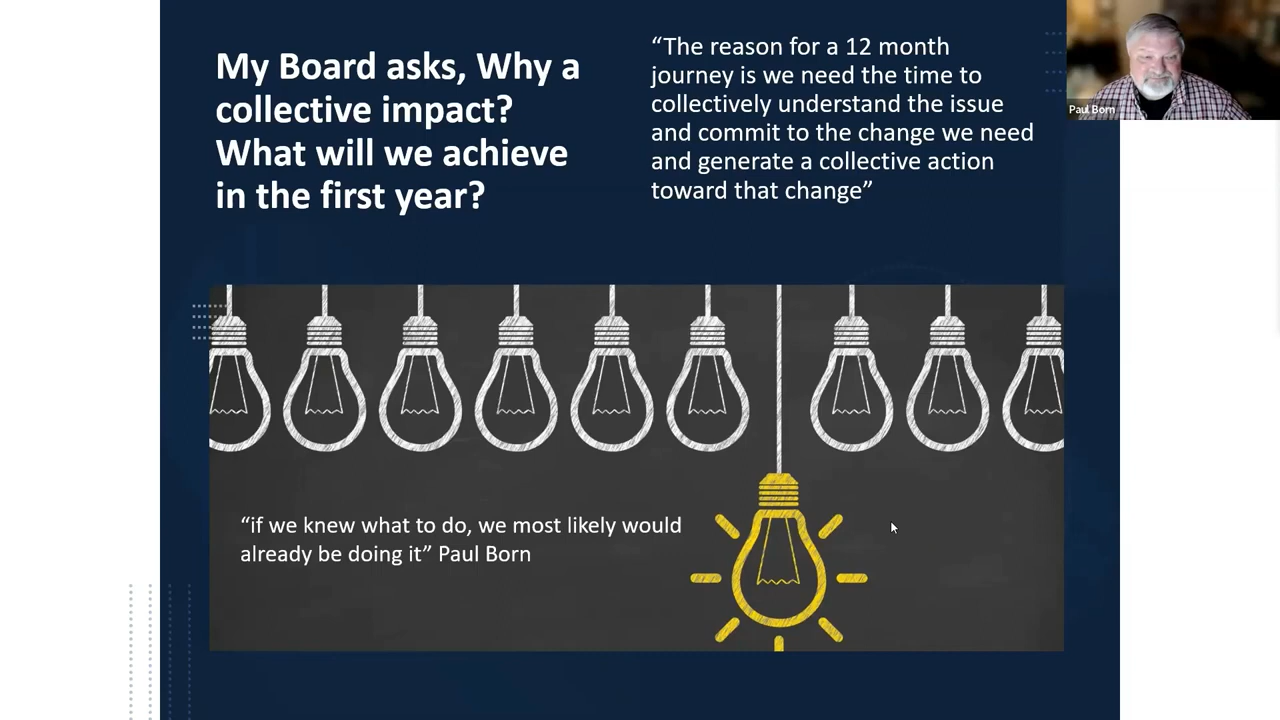 My Board asks, Why a
collective impact?
What will we achieve
in the first year?
“The reason for a 12 month
journey is we need the time to
collectively understand the issue
and commit to the change we need
and generate a collective action
toward that change”
Paul Born
“if we knew what to do, we most likely would
already be doing it” Paul Born